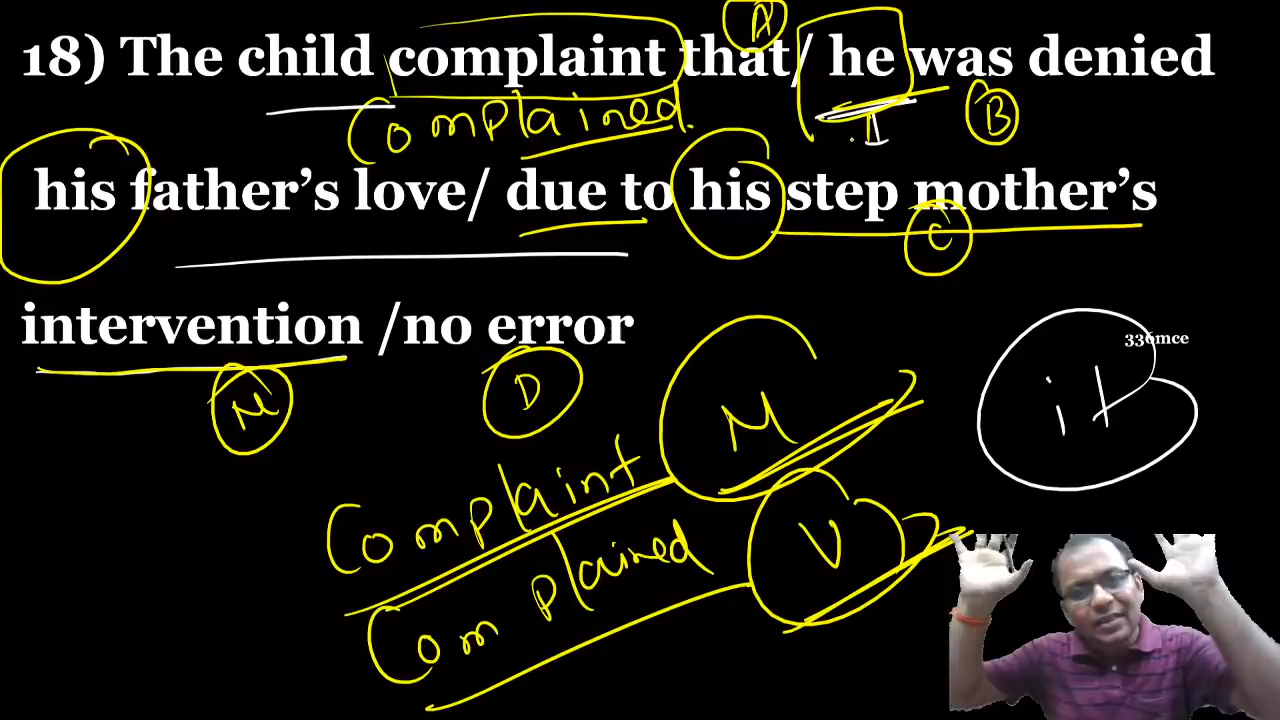 18) The child complaint that/ he was denied
A
Complained
I
B
his father's love/ due to his step mother's
C
intervention /no error
336mce
N
D
it
Complaint N
Complained V